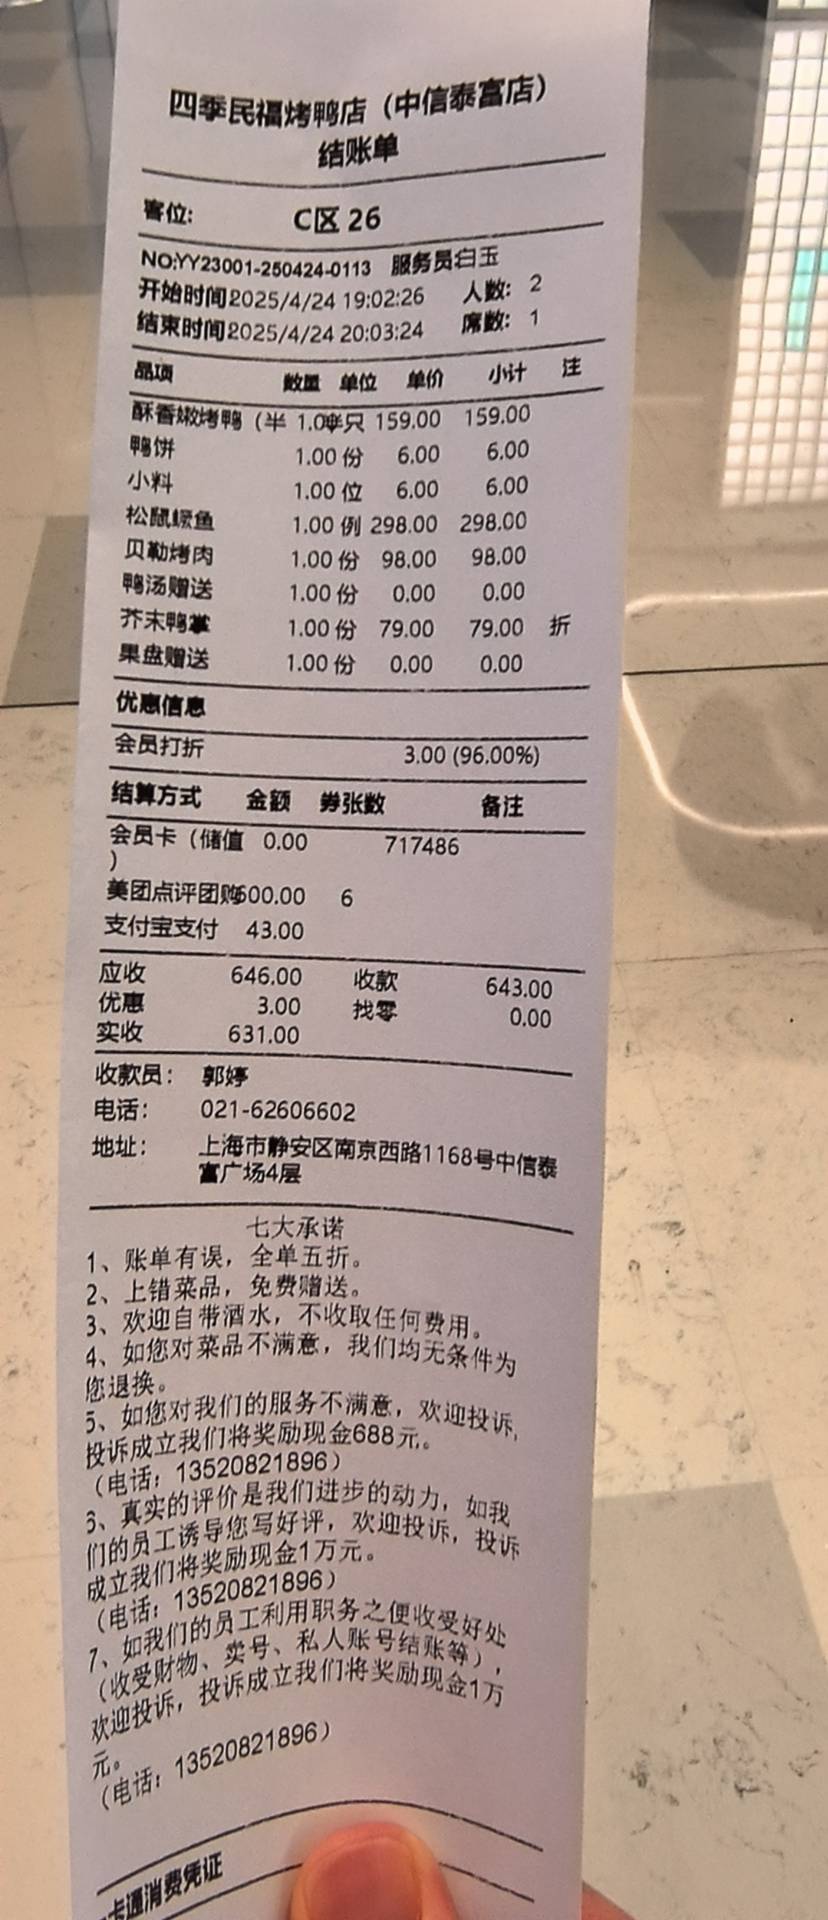 四季民福烤鸭店（中信泰富店）
结账单
客位: C区 26
NO:YY23001-250424-0113 服务员白玉
开始时间2025/4/24 19:02:26 人数: 2
结束时间2025/4/24 20:03:24 席数: 1
品项 数量 单位 单价 小计 注
酥香嫩烤鸭（半 1.00 半只 159.00 159.00
鸭饼 1.00 份 6.00 6.00
小料 1.00 位 6.00 6.00
松鼠鳜鱼 1.00 例 298.00 298.00
贝勒烤肉 1.00 份 98.00 98.00
鸭汤赠送 1.00 份 0.00 0.00
芥末鸭掌 1.00 份 79.00 79.00 折
果盘赠送 1.00 份 0.00 0.00
优惠信息
会员打折 3.00 (96.00%)
结算方式 金额 券张数 备注
会员卡（储值 0.00 717486
）
美团点评团购600.00 6
支付宝支付 43.00
应收 646.00 收款 643.00
优惠 3.00 找零 0.00
实收 631.00
收款员: 郭婷
电话: 021-62606602
地址: 上海市静安区南京西路1168号中信泰
富广场4层
七大承诺
1、账单有误，全单五折。
2、上错菜品，免费赠送。
3、欢迎自带酒水，不收取任何费用。
4、如您对菜品不满意，我们均无条件为
您退换。
5、如您对我们的服务不满意，欢迎投诉，
投诉成立我们将奖励现金688元。
（电话：13520821896）
6、真实的评价是我们进步的动力，如我
们的员工诱导您写好评，欢迎投诉，投诉
成立我们将奖励现金1万元。
（电话：13520821896）
7、如我们的员工利用职务之便收受好处
（收受财物、卖号、私人账号结账等），
欢迎投诉，投诉成立我们将奖励现金1万
元。
（电话：13520821896）
卡通消费凭证